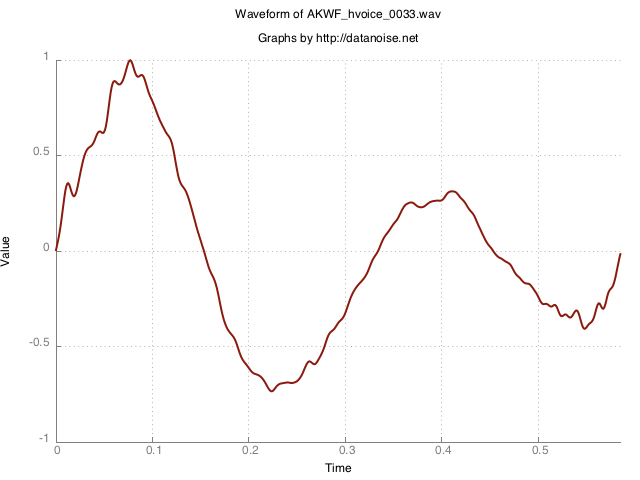 Waveform of AKWF_hvoice_0033.wav
Graphs by http://datanoise.net
1
0.5
0
-0.5
-1
Value
0 0.1 0.2 0.3 0.4 0.5
Time